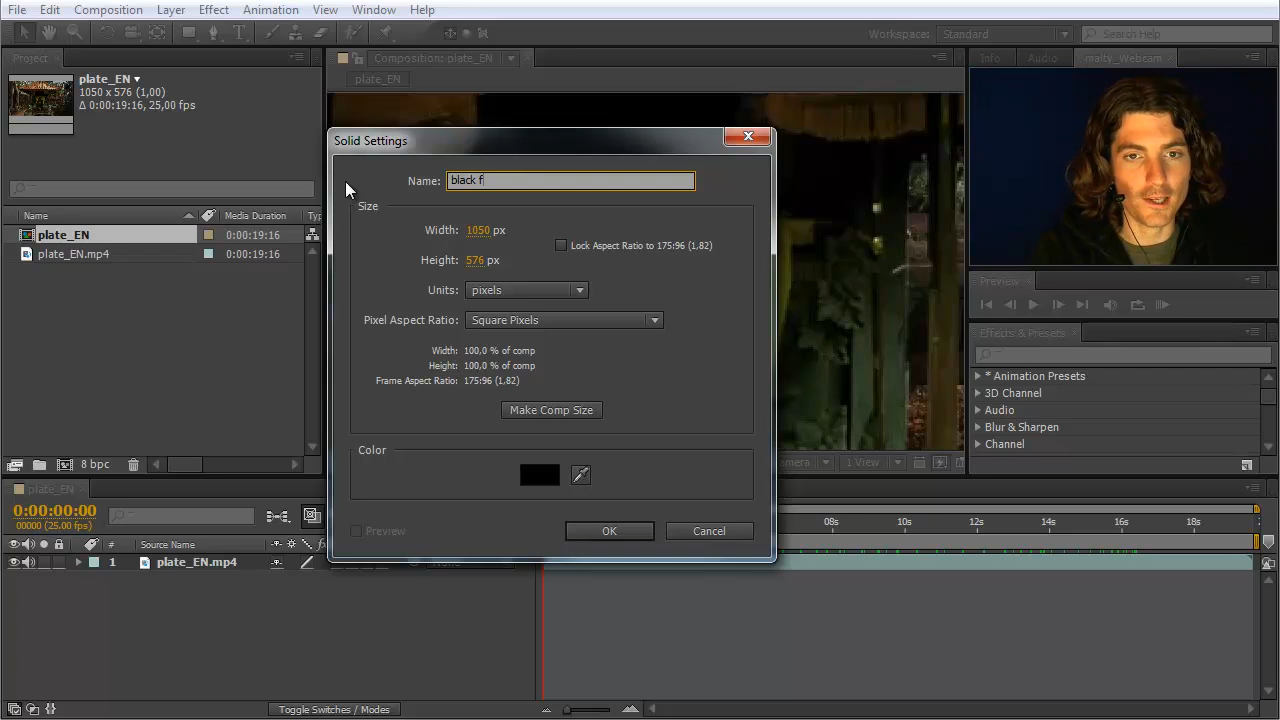 File Edit Composition Layer Effect Animation View Window Help
Workspaces: Standard Search Help
Project Composition: plate_EN Info Audio malty_Webcam
plate_EN
1050 x 576 (1,00)
Δ 0:00:19:16, 25,00 fps
plate_EN
Solid Settings
Name: black f
Size
Width: 1050 px
Lock Aspect Ratio to 175:96 (1,82)
Height: 576 px
Units: pixels
Pixel Aspect Ratio: Square Pixels
Width: 100,0 % of comp
Height: 100,0 % of comp
Frame Aspect Ratio: 175:96 (1,82)
Make Comp Size
Color
Preview
OK Cancel
Name Media Duration Ty
plate_EN 0:00:19:16
plate_EN.mp4 0:00:19:16
8 bpc
amera 1 View
Preview
Effects & Presets
* Animation Presets
3D Channel
Audio
Blur & Sharpen
Channel
plate_EN
0:00:00:00
00000 (25.00 fps)
08s 10s 12s 14s 16s 18s
# Source Name
1 plate_EN.mp4 None
Toggle Switches / Modes